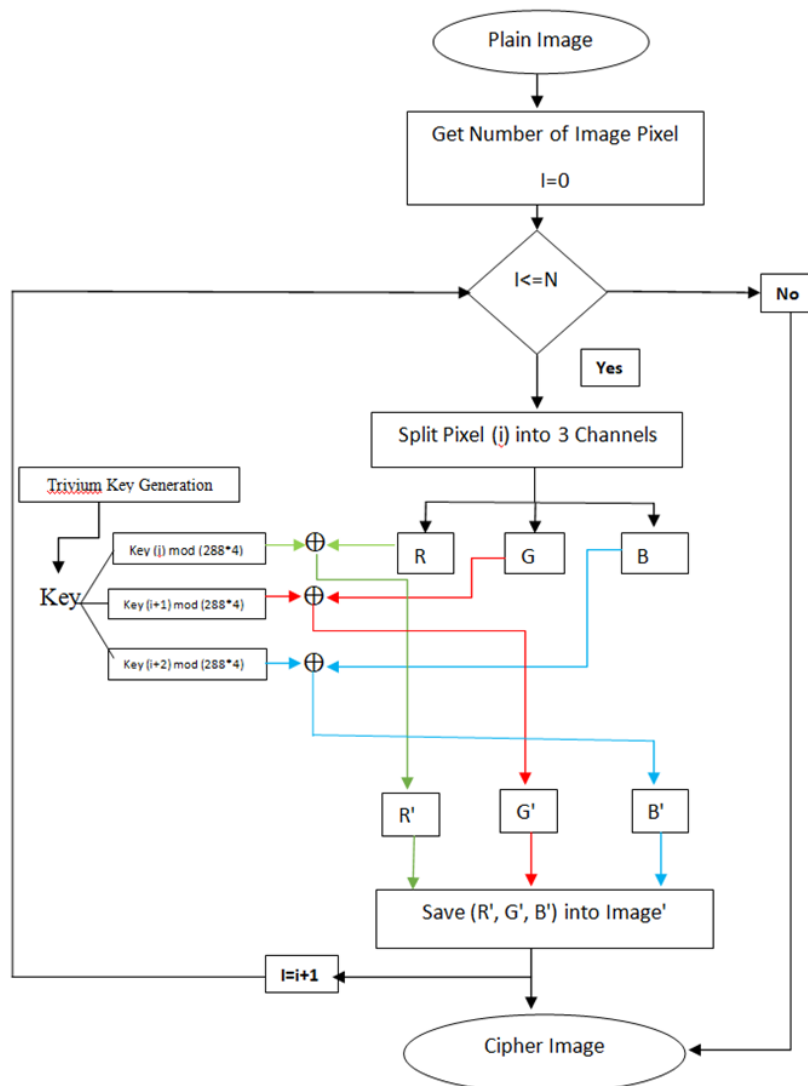 Plain Image
Get Number of Image Pixel
I=0
I<=N
No
Yes
Split Pixel (i) into 3 Channels
Trivium Key Generation
R
G
B
Key (i) mod (288*4)
Key
Key (i+1) mod (288*4)
Key (i+2) mod (288*4)
R'
G'
B'
Save (R', G', B') into Image'
I=i+1
Cipher Image